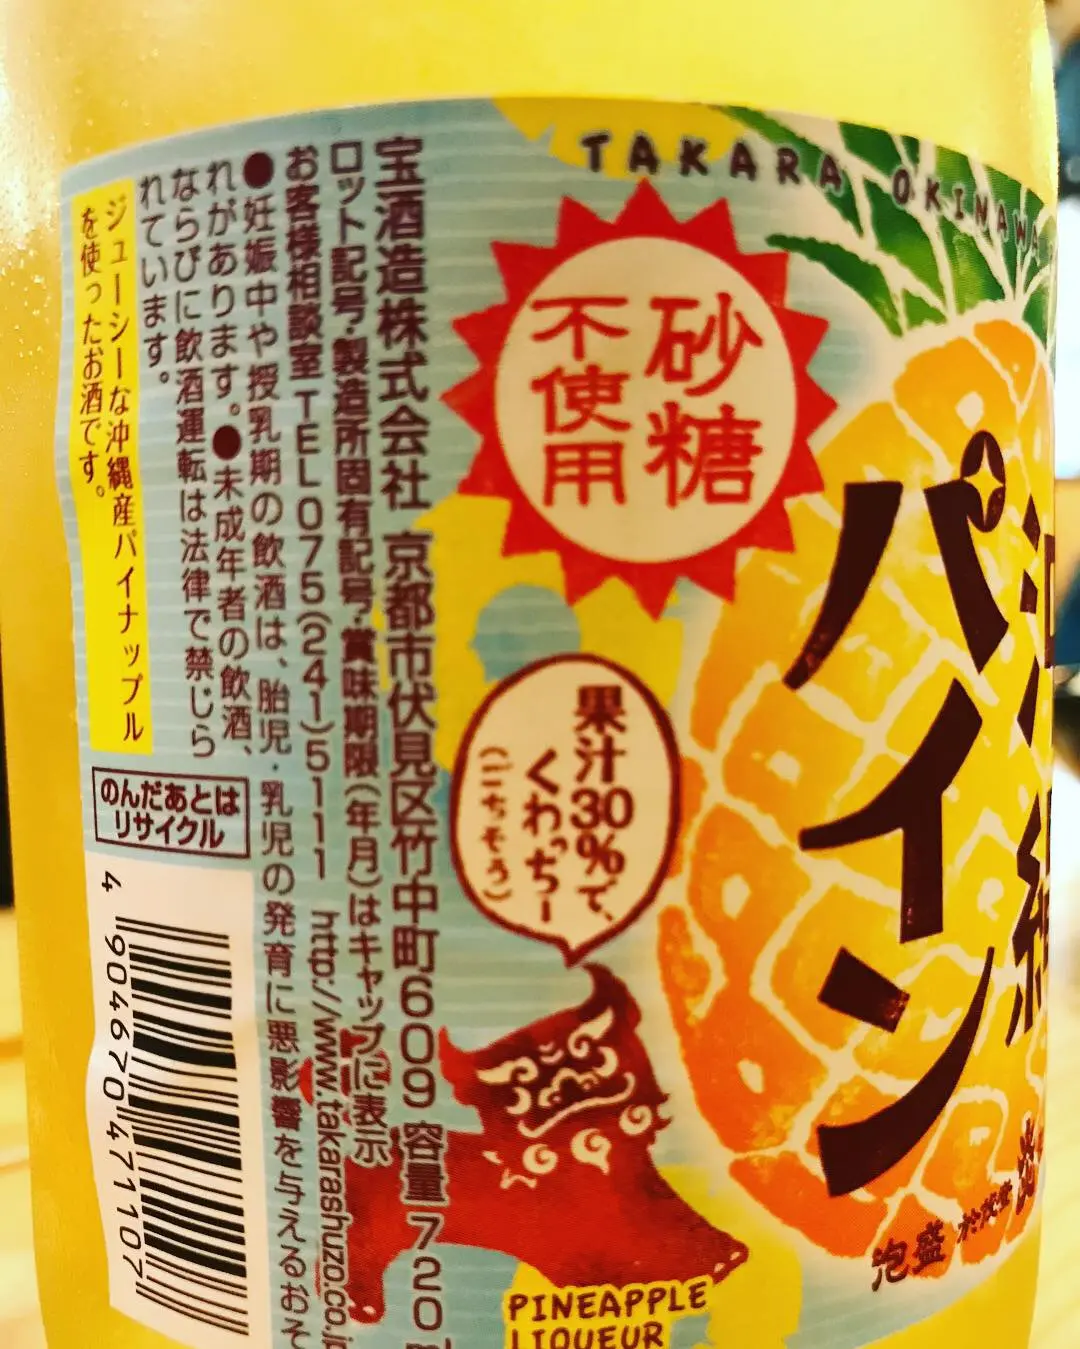 TAKARA OKINAWA
砂糖
不使用
パイン
果汁30%で、
くわっちー
(ごちそう)
泡盛
PINEAPPLE
LIQUEUR
宝酒造株式会社 京都市伏見区竹中町609 容量720m
ロット記号・製造所固有記号・賞味期限(年月)はキャップに表示
お客様相談室TEL075(241)5111 http://www.takarashuzo.co.jp
●妊娠中や授乳期の飲酒は、胎児・乳児の発育に悪影響を与えるおそ
れがあります。●未成年者の飲酒、
ならびに飲酒運転は法律で禁じら
れています。
ジューシーな沖縄産パイナップル
を使ったお酒です。
のんだあとは
リサイクル
4 904670 471107